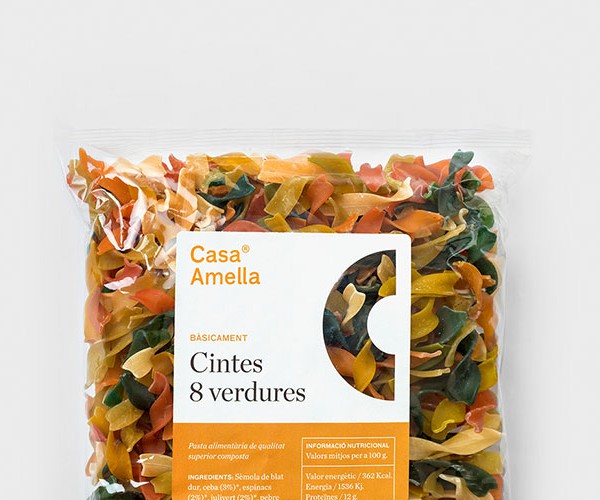 Casa®
Amella
BÀSICAMENT
Cintes
8 verdures
Pasta alimentària de qualitat
superior composta
INGREDIENTS: Sèmola de blat
dur, ceba (3%)*, espinacs
(2%)*, julivert (2%)*, pebre
INFORMACIÓ NUTRICIONAL
Valors mitjos per a 100 g.
Valor energètic / 362 Kcal.
Energia / 1536 Kj.
Proteïnes / 12 g.